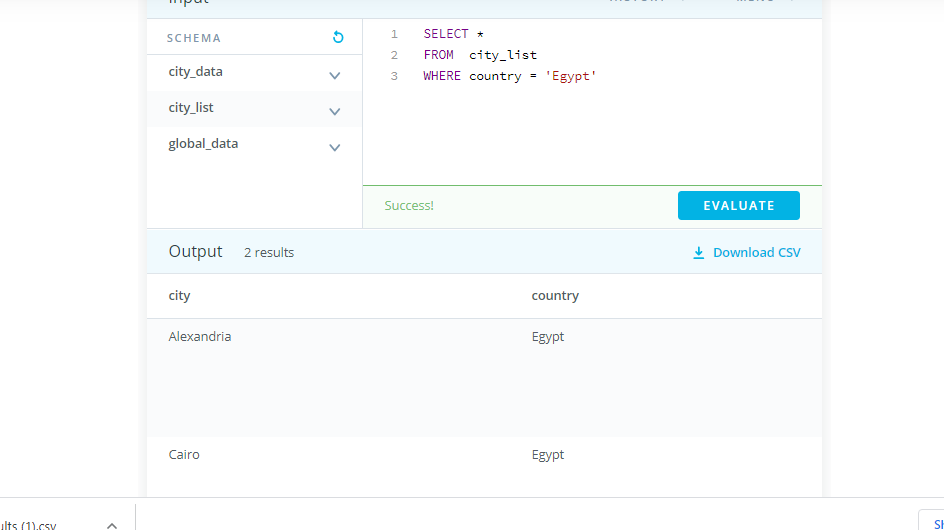 Input
SCHEMA
city_data
city_list
global_data
1 SELECT *
2 FROM city_list
3 WHERE country = 'Egypt'
Success!
EVALUATE
Output 2 results
Download CSV
city country
Alexandria Egypt
Cairo Egypt
ults (1).csv